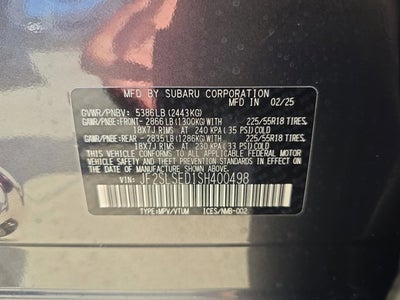 MFD BY SUBARU CORPORATION
MFD IN 02/25
GVWR/PNBV: 5386LB (2443KG)
GAWR/PNBE: FRONT- 2866LB (1300KG) WITH 225/55R18 TIRES,
18X7J RIMS AT 240 KPA (35 PSI) COLD
GAWR/PNBE: REAR - 2835LB (1286KG) WITH 225/55R18 TIRES,
18X7J RIMS AT 230 KPA (33 PSI) COLD
THIS VEHICLE CONFORMS TO ALL APPLICABLE FEDERAL MOTOR
VEHICLE SAFETY AND THEFT PREVENTION STANDARDS IN EFFECT ON
THE DATE OF MANUFACTURE SHOWN ABOVE.
VIN: JF2SLSED1SH400498
TYPE: MPV/VTUM ICES/NMB-002